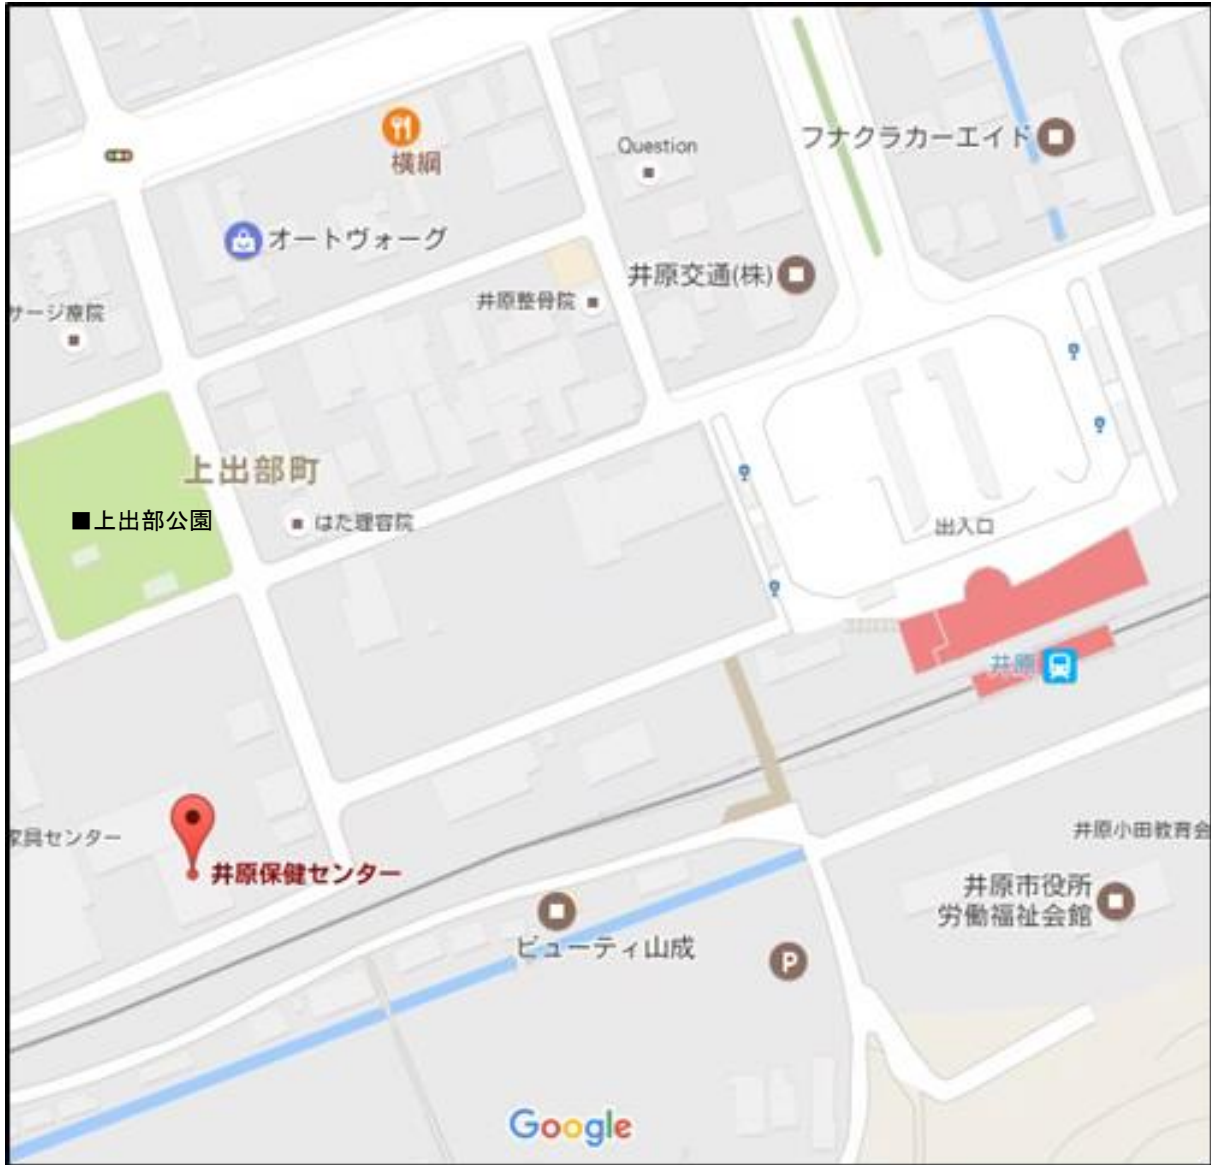 横綱
Question
フナクラカーエイド
オートヴォーグ
井原交通(株)
井原整骨院
サージ療院
上出部町
■上出部公園
はた理容院
出入口
井原
家具センター
井原保健センター
井原小田教育会
井原市役所
労働福祉会館
ビューティ山成
P
Google